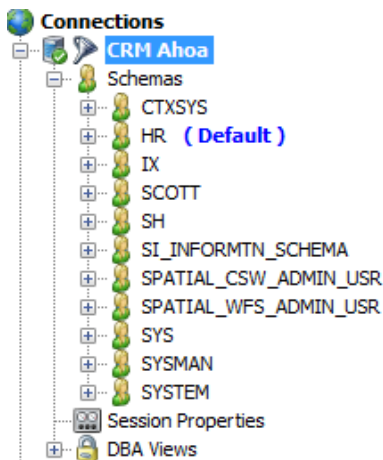 Connections
CRM Ahoa
Schemas
CTXSYS
HR ( Default )
IX
SCOTT
SH
SI_INFORMTN_SCHEMA
SPATIAL_CSW_ADMIN_USR
SPATIAL_WFS_ADMIN_USR
SYS
SYSMAN
SYSTEM
Session Properties
DBA Views